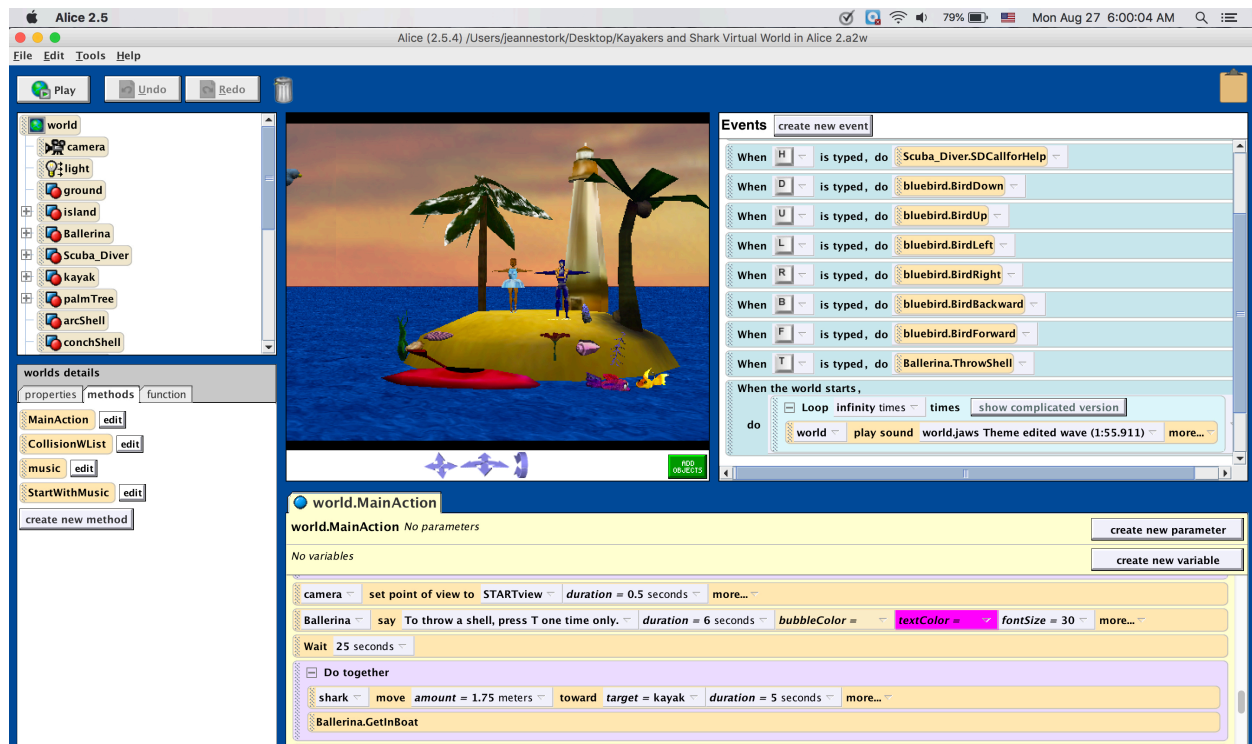 Alice 2.5
79%
Mon Aug 27 6:00:04 AM
Alice (2.5.4) /Users/jeannestork/Desktop/Kayakers and Shark Virtual World in Alice 2.a2w
File Edit Tools Help
Play Undo Redo
world
camera
light
ground
island
Ballerina
Scuba_Diver
kayak
palmTree
arcShell
conchShell
worlds details
properties methods function
MainAction edit
CollisionWList edit
music edit
StartWithMusic edit
create new method
ADD
OBJECTS
Events create new event
When H is typed, do Scuba_Diver.SDCallforHelp
When D is typed, do bluebird.BirdDown
When U is typed, do bluebird.BirdUp
When L is typed, do bluebird.BirdLeft
When R is typed, do bluebird.BirdRight
When B is typed, do bluebird.BirdBackward
When F is typed, do bluebird.BirdForward
When T is typed, do Ballerina.ThrowShell
When the world starts,
Loop infinity times times show complicated version
do
world play sound world.jaws Theme edited wave (1:55.911) more...
world.MainAction
world.MainAction No parameters
create new parameter
No variables
create new variable
camera set point of view to STARTview duration = 0.5 seconds more...
Ballerina say To throw a shell, press T one time only. duration = 6 seconds bubbleColor = textColor = fontSize = 30 more...
Wait 25 seconds
Do together
shark move amount = 1.75 meters toward target = kayak duration = 5 seconds more...
Ballerina.GetInBoat